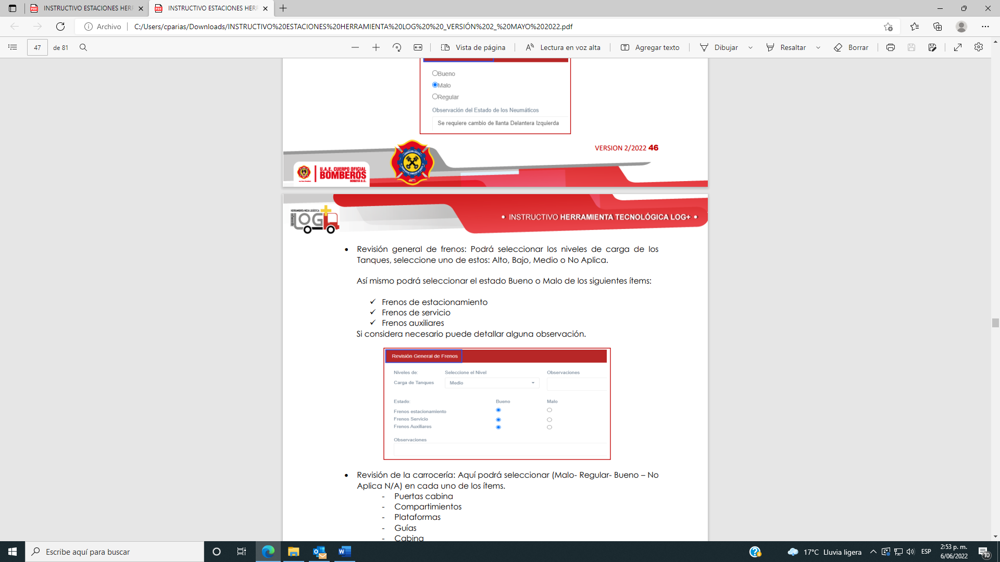 INSTRUCTIVO ESTACIONES HERR
INSTRUCTIVO ESTACIONES HERR
Archivo
C:/Users/cparias/Downloads/INSTRUCTIVO%20ESTACIONES%20HERRAMIENTA%20LOG%20%20_VERSIÓN%202_%20MAYO%202022.pdf
47 de 81
Vista de página
Lectura en voz alta
Agregar texto
Dibujar
Resaltar
Borrar
Bueno
Malo
Regular
Observación del Estado de los Neumáticos
Se requiere cambio de llanta Delantera Izquierda
VERSION 2/2022 46
U.A.E. CUERPO OFICIAL
BOMBEROS
BOGOTÁ D.C.
HERRAMIENTA MESA LOGÍSTICA
LOG+
• INSTRUCTIVO HERRAMIENTA TECNOLÓGICA LOG+ •
• Revisión general de frenos: Podrá seleccionar los niveles de carga de los
Tanques, seleccione uno de estos: Alto, Bajo, Medio o No Aplica.
Así mismo podrá seleccionar el estado Bueno o Malo de los siguientes ítems:
✓ Frenos de estacionamiento
✓ Frenos de servicio
✓ Frenos auxiliares
Si considera necesario puede detallar alguna observación.
Revisión General de Frenos
Niveles de: Seleccione el Nivel Observaciones
Carga de Tanques Medio
Estado: Bueno Malo
Frenos estacionamiento
Frenos Servicio
Frenos Auxiliares
Observaciones
• Revisión de la carrocería: Aquí podrá seleccionar (Malo- Regular- Bueno – No
Aplica N/A) en cada uno de los ítems.
- Puertas cabina
- Compartimientos
- Plataformas
- Guías
- Cabina
Escribe aquí para buscar
17°C Lluvia ligera
ESP
2:53 p. m.
6/06/2022
10